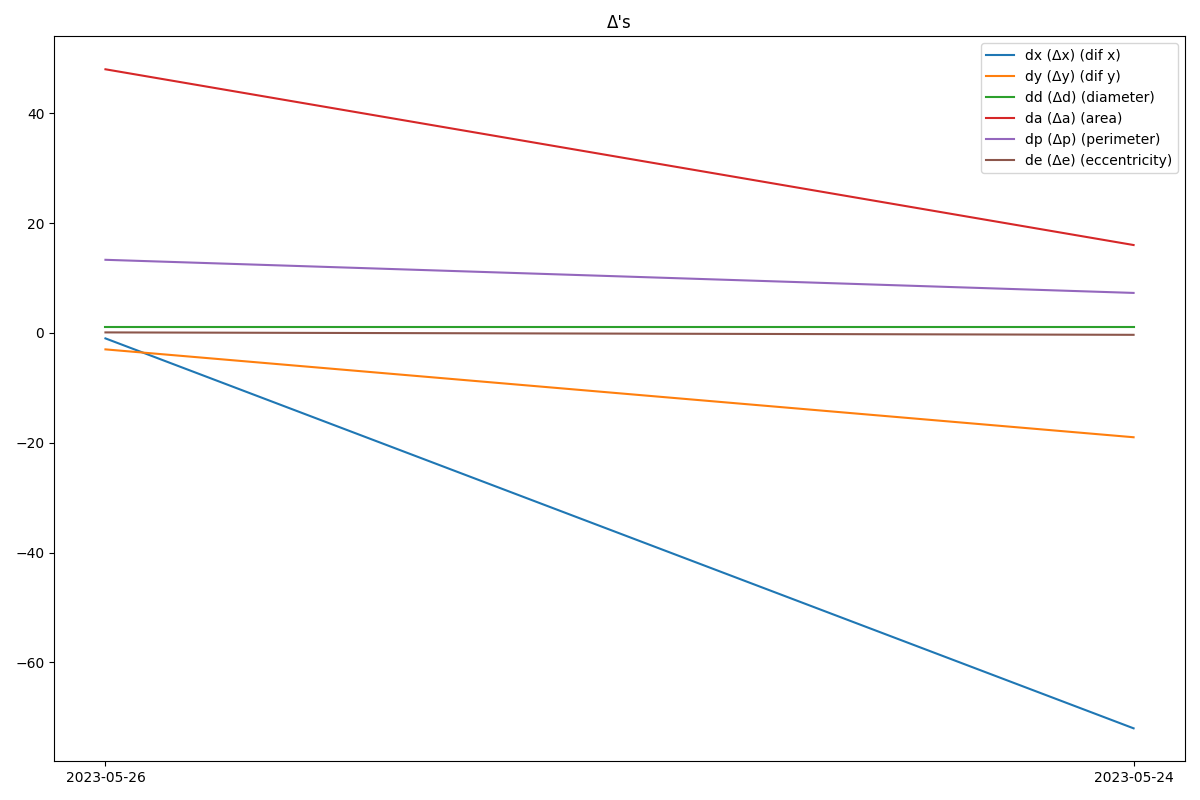 Δ's
dx (Δx) (dif x)
dy (Δy) (dif y)
dd (Δd) (diameter)
da (Δa) (area)
dp (Δp) (perimeter)
de (Δe) (eccentricity)
40
20
0
−20
−40
−60
2023-05-26 2023-05-24